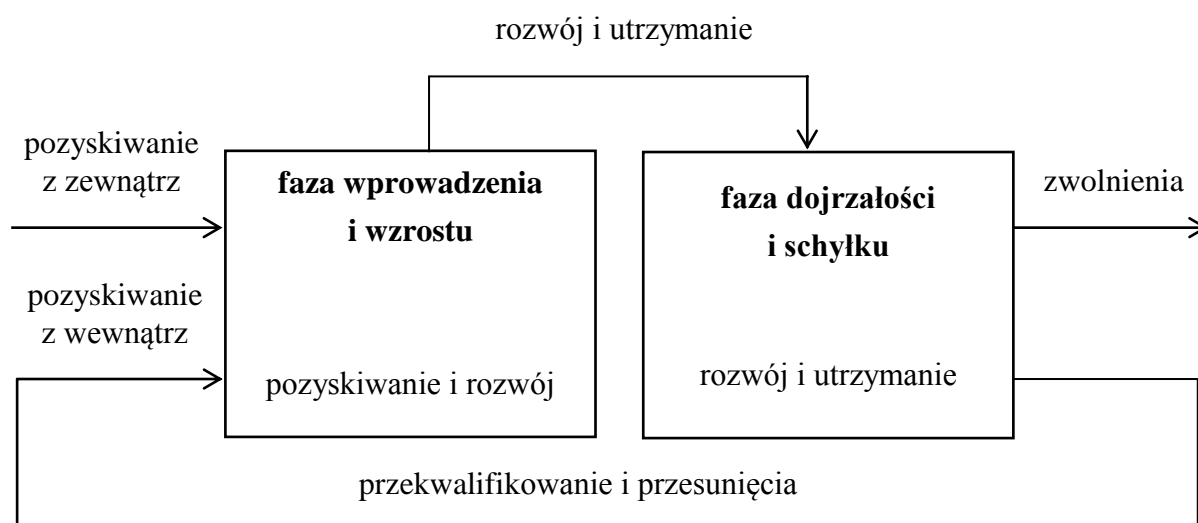 rozwój i utrzymanie
pozyskiwanie
z zewnątrz
faza wprowadzenia
i wzrostu
faza dojrzałości
i schyłku
zwolnienia
pozyskiwanie
z wewnątrz
pozyskiwanie i rozwój
rozwój i utrzymanie
przekwalifikowanie i przesunięcia